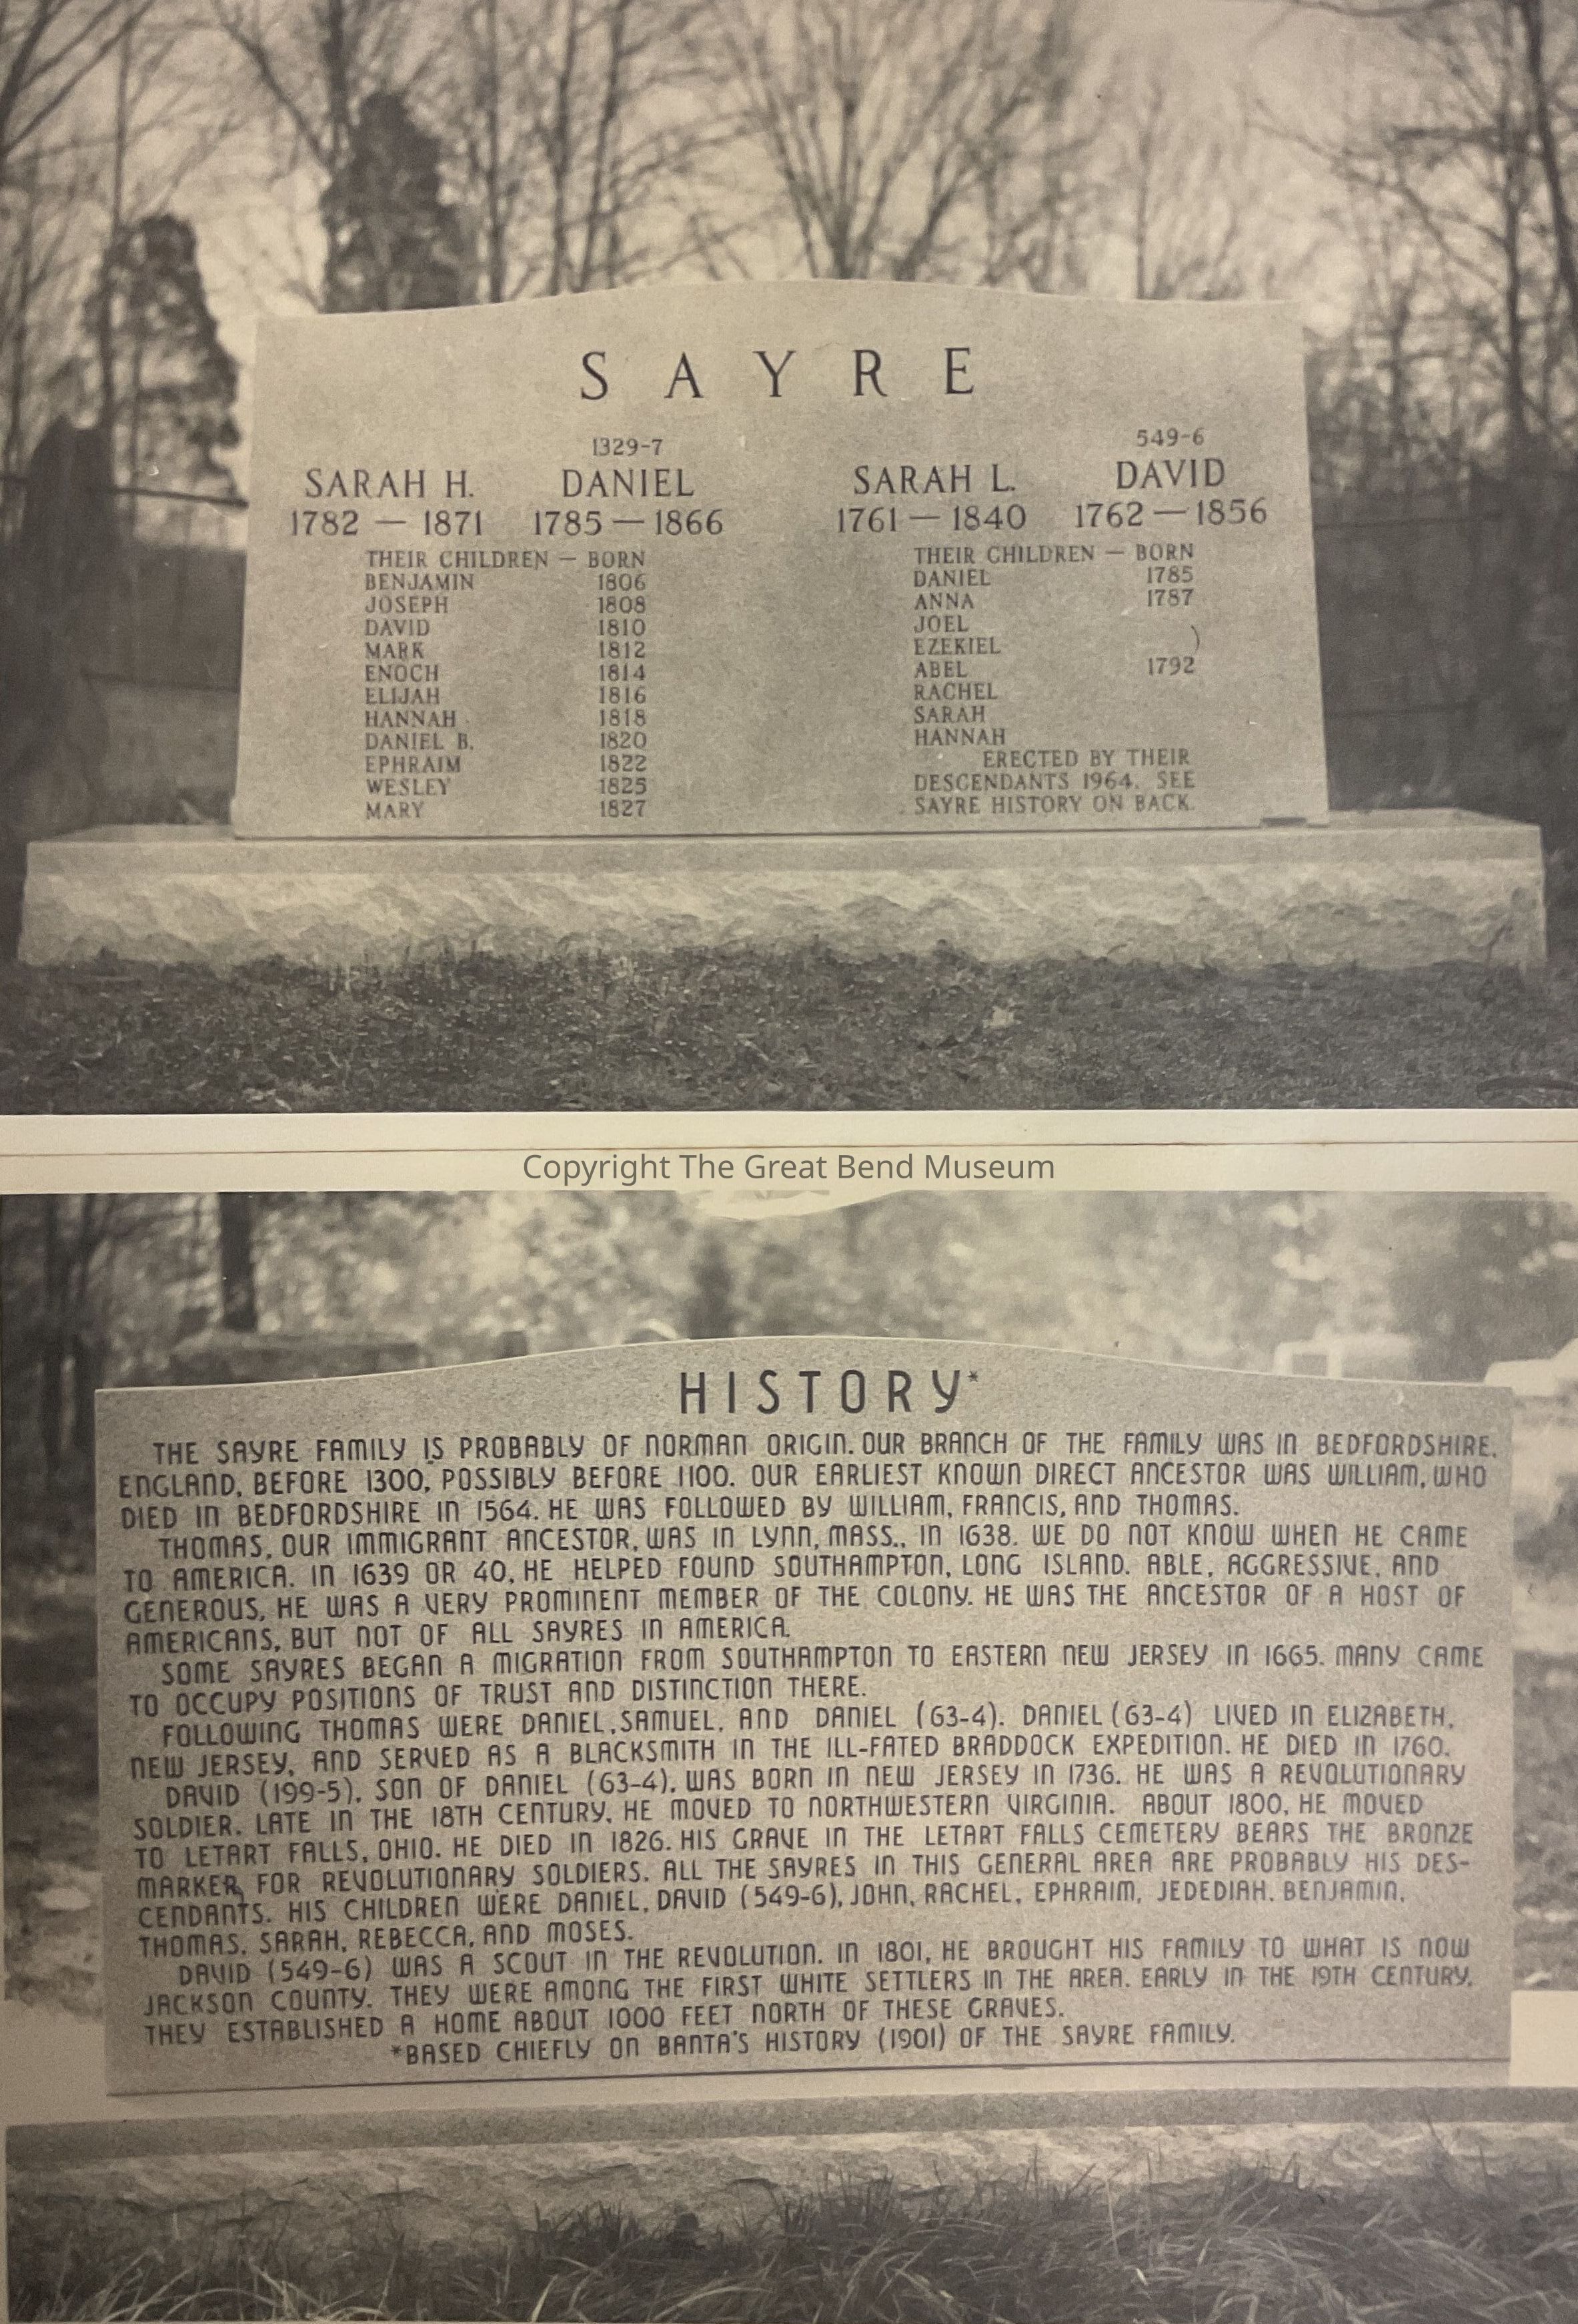 SAYRE
1329-7
SARAH H. DANIEL
1782 — 1871 1785 — 1866
THEIR CHILDREN — BORN
BENJAMIN 1806
JOSEPH 1808
DAVID 1810
MARK 1812
ENOCH 1814
ELIJAH 1816
HANNAH 1818
DANIEL B. 1820
EPHRAIM 1822
WESLEY 1825
MARY 1827
549-6
SARAH L. DAVID
1761 — 1840 1762 — 1856
THEIR CHILDREN — BORN
DANIEL 1785
ANNA 1787
JOEL
EZEKIEL
ABEL 1792
RACHEL
SARAH
HANNAH
ERECTED BY THEIR
DESCENDANTS 1964. SEE
SAYRE HISTORY ON BACK.
Copyright The Great Bend Museum
HISTORY*
THE SAYRE FAMILY IS PROBABLY OF NORMAN ORIGIN. OUR BRANCH OF THE FAMILY WAS IN BEDFORDSHIRE,
ENGLAND, BEFORE 1300, POSSIBLY BEFORE 1100. OUR EARLIEST KNOWN DIRECT ANCESTOR WAS WILLIAM, WHO
DIED IN BEDFORDSHIRE IN 1564. HE WAS FOLLOWED BY WILLIAM, FRANCIS, AND THOMAS.
THOMAS, OUR IMMIGRANT ANCESTOR, WAS IN LYNN, MASS., IN 1638. WE DO NOT KNOW WHEN HE CAME
TO AMERICA. IN 1639 OR 40, HE HELPED FOUND SOUTHAMPTON, LONG ISLAND. ABLE, AGGRESSIVE, AND
GENEROUS, HE WAS A VERY PROMINENT MEMBER OF THE COLONY. HE WAS THE ANCESTOR OF A HOST OF
AMERICANS, BUT NOT OF ALL SAYRES IN AMERICA.
SOME SAYRES BEGAN A MIGRATION FROM SOUTHAMPTON TO EASTERN NEW JERSEY IN 1665. MANY CAME
TO OCCUPY POSITIONS OF TRUST AND DISTINCTION THERE.
FOLLOWING THOMAS WERE DANIEL, SAMUEL, AND DANIEL (63-4). DANIEL (63-4) LIVED IN ELIZABETH,
NEW JERSEY, AND SERVED AS A BLACKSMITH IN THE ILL-FATED BRADDOCK EXPEDITION. HE DIED IN 1760.
DAVID (199-5), SON OF DANIEL (63-4), WAS BORN IN NEW JERSEY IN 1736. HE WAS A REVOLUTIONARY
SOLDIER. LATE IN THE 18TH CENTURY, HE MOVED TO NORTHWESTERN VIRGINIA. ABOUT 1800, HE MOVED
TO LETART FALLS, OHIO. HE DIED IN 1826. HIS GRAVE IN THE LETART FALLS CEMETERY BEARS THE BRONZE
MARKER FOR REVOLUTIONARY SOLDIERS. ALL THE SAYRES IN THIS GENERAL AREA ARE PROBABLY HIS DES-
CENDANTS. HIS CHILDREN WERE DANIEL, DAVID (549-6), JOHN, RACHEL, EPHRAIM, JEDEDIAH, BENJAMIN,
THOMAS, SARAH, REBECCA, AND MOSES.
DAVID (549-6) WAS A SCOUT IN THE REVOLUTION. IN 1801, HE BROUGHT HIS FAMILY TO WHAT IS NOW
JACKSON COUNTY. THEY WERE AMONG THE FIRST WHITE SETTLERS IN THE AREA. EARLY IN THE 19TH CENTURY,
THEY ESTABLISHED A HOME ABOUT 1000 FEET NORTH OF THESE GRAVES.
*BASED CHIEFLY ON BANTA'S HISTORY (1901) OF THE SAYRE FAMILY.